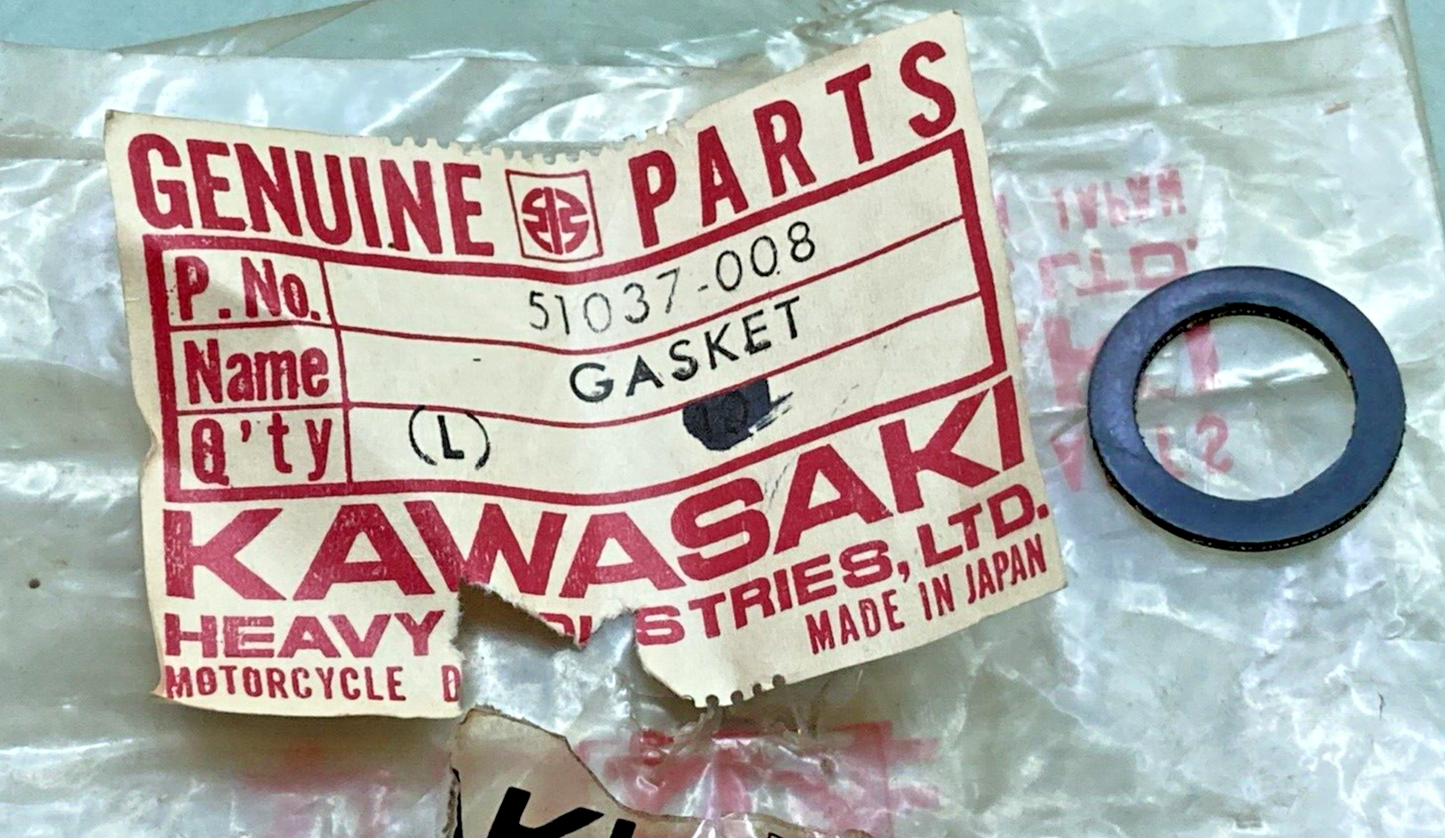 GENUINE PARTS
P. No. 51037-008
Name GASKET
Q'ty (L)
KAWASAKI
HEAVY STRIES, LTD.
MOTORCYCLE D MADE IN JAPAN